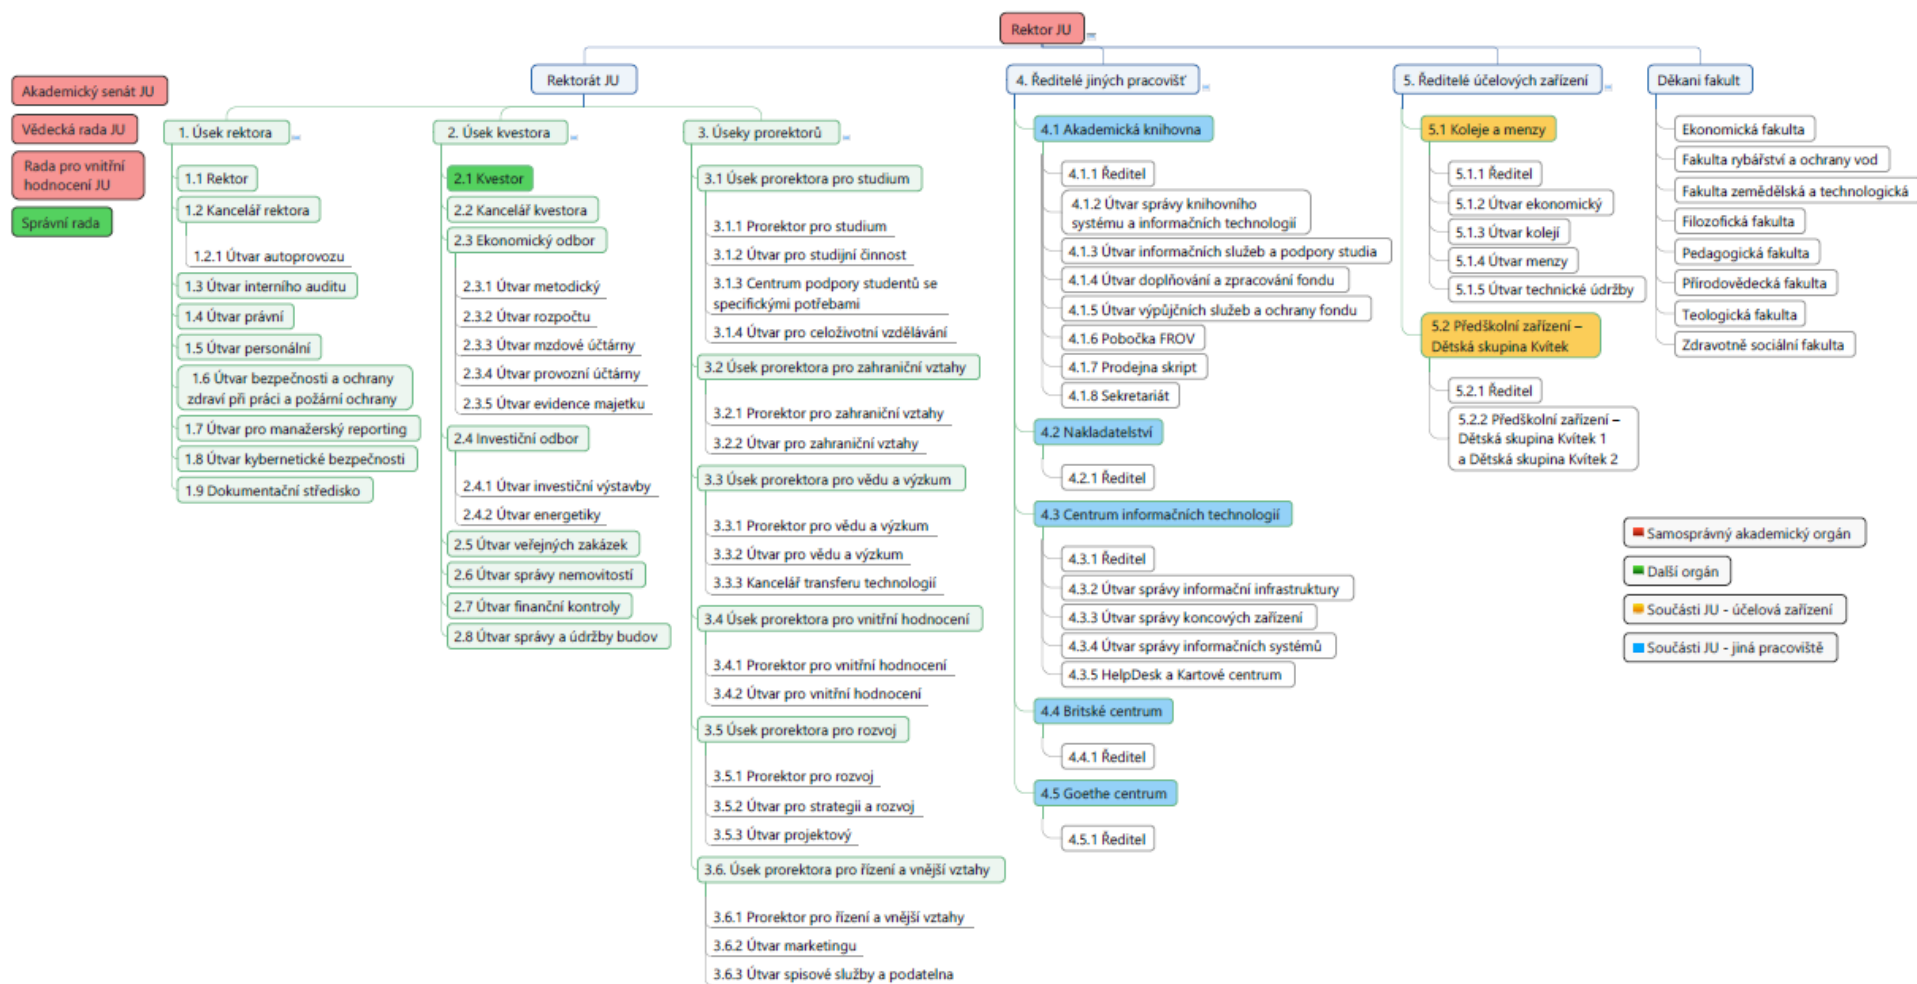 Rektor JU
Akademický senát JU
Vědecká rada JU
Rada pro vnitřní
hodnocení JU
Správní rada
Rektorát JU
1. Úsek rektora
1.1 Rektor
1.2 Kancelář rektora
1.2.1 Útvar autoprovozu
1.3 Útvar interního auditu
1.4 Útvar právní
1.5 Útvar personální
1.6 Útvar bezpečnosti a ochrany
zdraví při práci a požární ochrany
1.7 Útvar pro manažerský reporting
1.8 Útvar kybernetické bezpečnosti
1.9 Dokumentační středisko
2. Úsek kvestora
2.1 Kvestor
2.2 Kancelář kvestora
2.3 Ekonomický odbor
2.3.1 Útvar metodický
2.3.2 Útvar rozpočtu
2.3.3 Útvar mzdové účtárny
2.3.4 Útvar provozní účtárny
2.3.5 Útvar evidence majetku
2.4 Investiční odbor
2.4.1 Útvar investiční výstavby
2.4.2 Útvar energetiky
2.5 Útvar veřejných zakázek
2.6 Útvar správy nemovitostí
2.7 Útvar finanční kontroly
2.8 Útvar správy a údržby budov
3. Úseky prorektorů
3.1 Úsek prorektora pro studium
3.1.1 Prorektor pro studium
3.1.2 Útvar pro studijní činnost
3.1.3 Centrum podpory studentů se
specifickými potřebami
3.1.4 Útvar pro celoživotní vzdělávání
3.2 Úsek prorektora pro zahraniční vztahy
3.2.1 Prorektor pro zahraniční vztahy
3.2.2 Útvar pro zahraniční vztahy
3.3 Úsek prorektora pro vědu a výzkum
3.3.1 Prorektor pro vědu a výzkum
3.3.2 Útvar pro vědu a výzkum
3.3.3 Kancelář transferu technologií
3.4 Úsek prorektora pro vnitřní hodnocení
3.4.1 Prorektor pro vnitřní hodnocení
3.4.2 Útvar pro vnitřní hodnocení
3.5 Úsek prorektora pro rozvoj
3.5.1 Prorektor pro rozvoj
3.5.2 Útvar pro strategii a rozvoj
3.5.3 Útvar projektový
3.6. Úsek prorektora pro řízení a vnější vztahy
3.6.1 Prorektor pro řízení a vnější vztahy
3.6.2 Útvar marketingu
3.6.3 Útvar spisové služby a podatelna
4. Ředitelé jiných pracovišť
4.1 Akademická knihovna
4.1.1 Ředitel
4.1.2 Útvar správy knihovního
systému a informačních technologií
4.1.3 Útvar informačních služeb a podpory studia
4.1.4 Útvar doplňování a zpracování fondu
4.1.5 Útvar výpůjčních služeb a ochrany fondu
4.1.6 Pobočka FROV
4.1.7 Prodejna skript
4.1.8 Sekretariát
4.2 Nakladatelství
4.2.1 Ředitel
4.3 Centrum informačních technologií
4.3.1 Ředitel
4.3.2 Útvar správy informační infrastruktury
4.3.3 Útvar správy koncových zařízení
4.3.4 Útvar správy informačních systémů
4.3.5 HelpDesk a Kartové centrum
4.4 Britské centrum
4.4.1 Ředitel
4.5 Goethe centrum
4.5.1 Ředitel
5. Ředitelé účelových zařízení
5.1 Koleje a menzy
5.1.1 Ředitel
5.1.2 Útvar ekonomický
5.1.3 Útvar kolejí
5.1.4 Útvar menzy
5.1.5 Útvar technické údržby
5.2 Předškolní zařízení –
Dětská skupina Kvítek
5.2.1 Ředitel
5.2.2 Předškolní zařízení –
Dětská skupina Kvítek 1
a Dětská skupina Kvítek 2
Děkani fakult
Ekonomická fakulta
Fakulta rybářství a ochrany vod
Fakulta zemědělská a technologická
Filozofická fakulta
Pedagogická fakulta
Přírodovědecká fakulta
Teologická fakulta
Zdravotně sociální fakulta
Samosprávný akademický orgán
Další orgán
Součásti JU - účelová zařízení
Součásti JU - jiná pracoviště